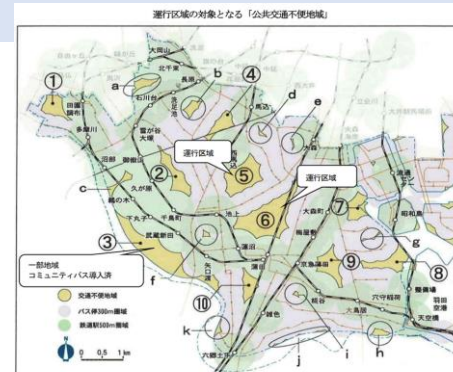 運行区域の対象となる「公共交通不便地域」
大岡山
北千束
長原
b
①
a
石川台
洗足池
④
馬込
d
e
田園調布
多摩川
雪が谷大塚
大森
流通センター
沼部
御嶽山
運行区域
西馬込
②
⑤
運行区域
c
久が原
鵜の木
千鳥町
池上
⑥
大森町
⑦
昭和島
下丸子
武蔵新田
梅屋敷
g
③
蓮沼
一部地域
コミュニティバス導入済
f
矢口渡
蒲田
京急蒲田
⑨
⑧
整備場
交通不便地域
バス停300m圏域
鉄道駅500m圏域
⑩
糀谷
穴守稲荷
大鳥居
羽田空港
天空橋
雑色
k
六郷土手
j
i
h
N
0 0.5 1 km